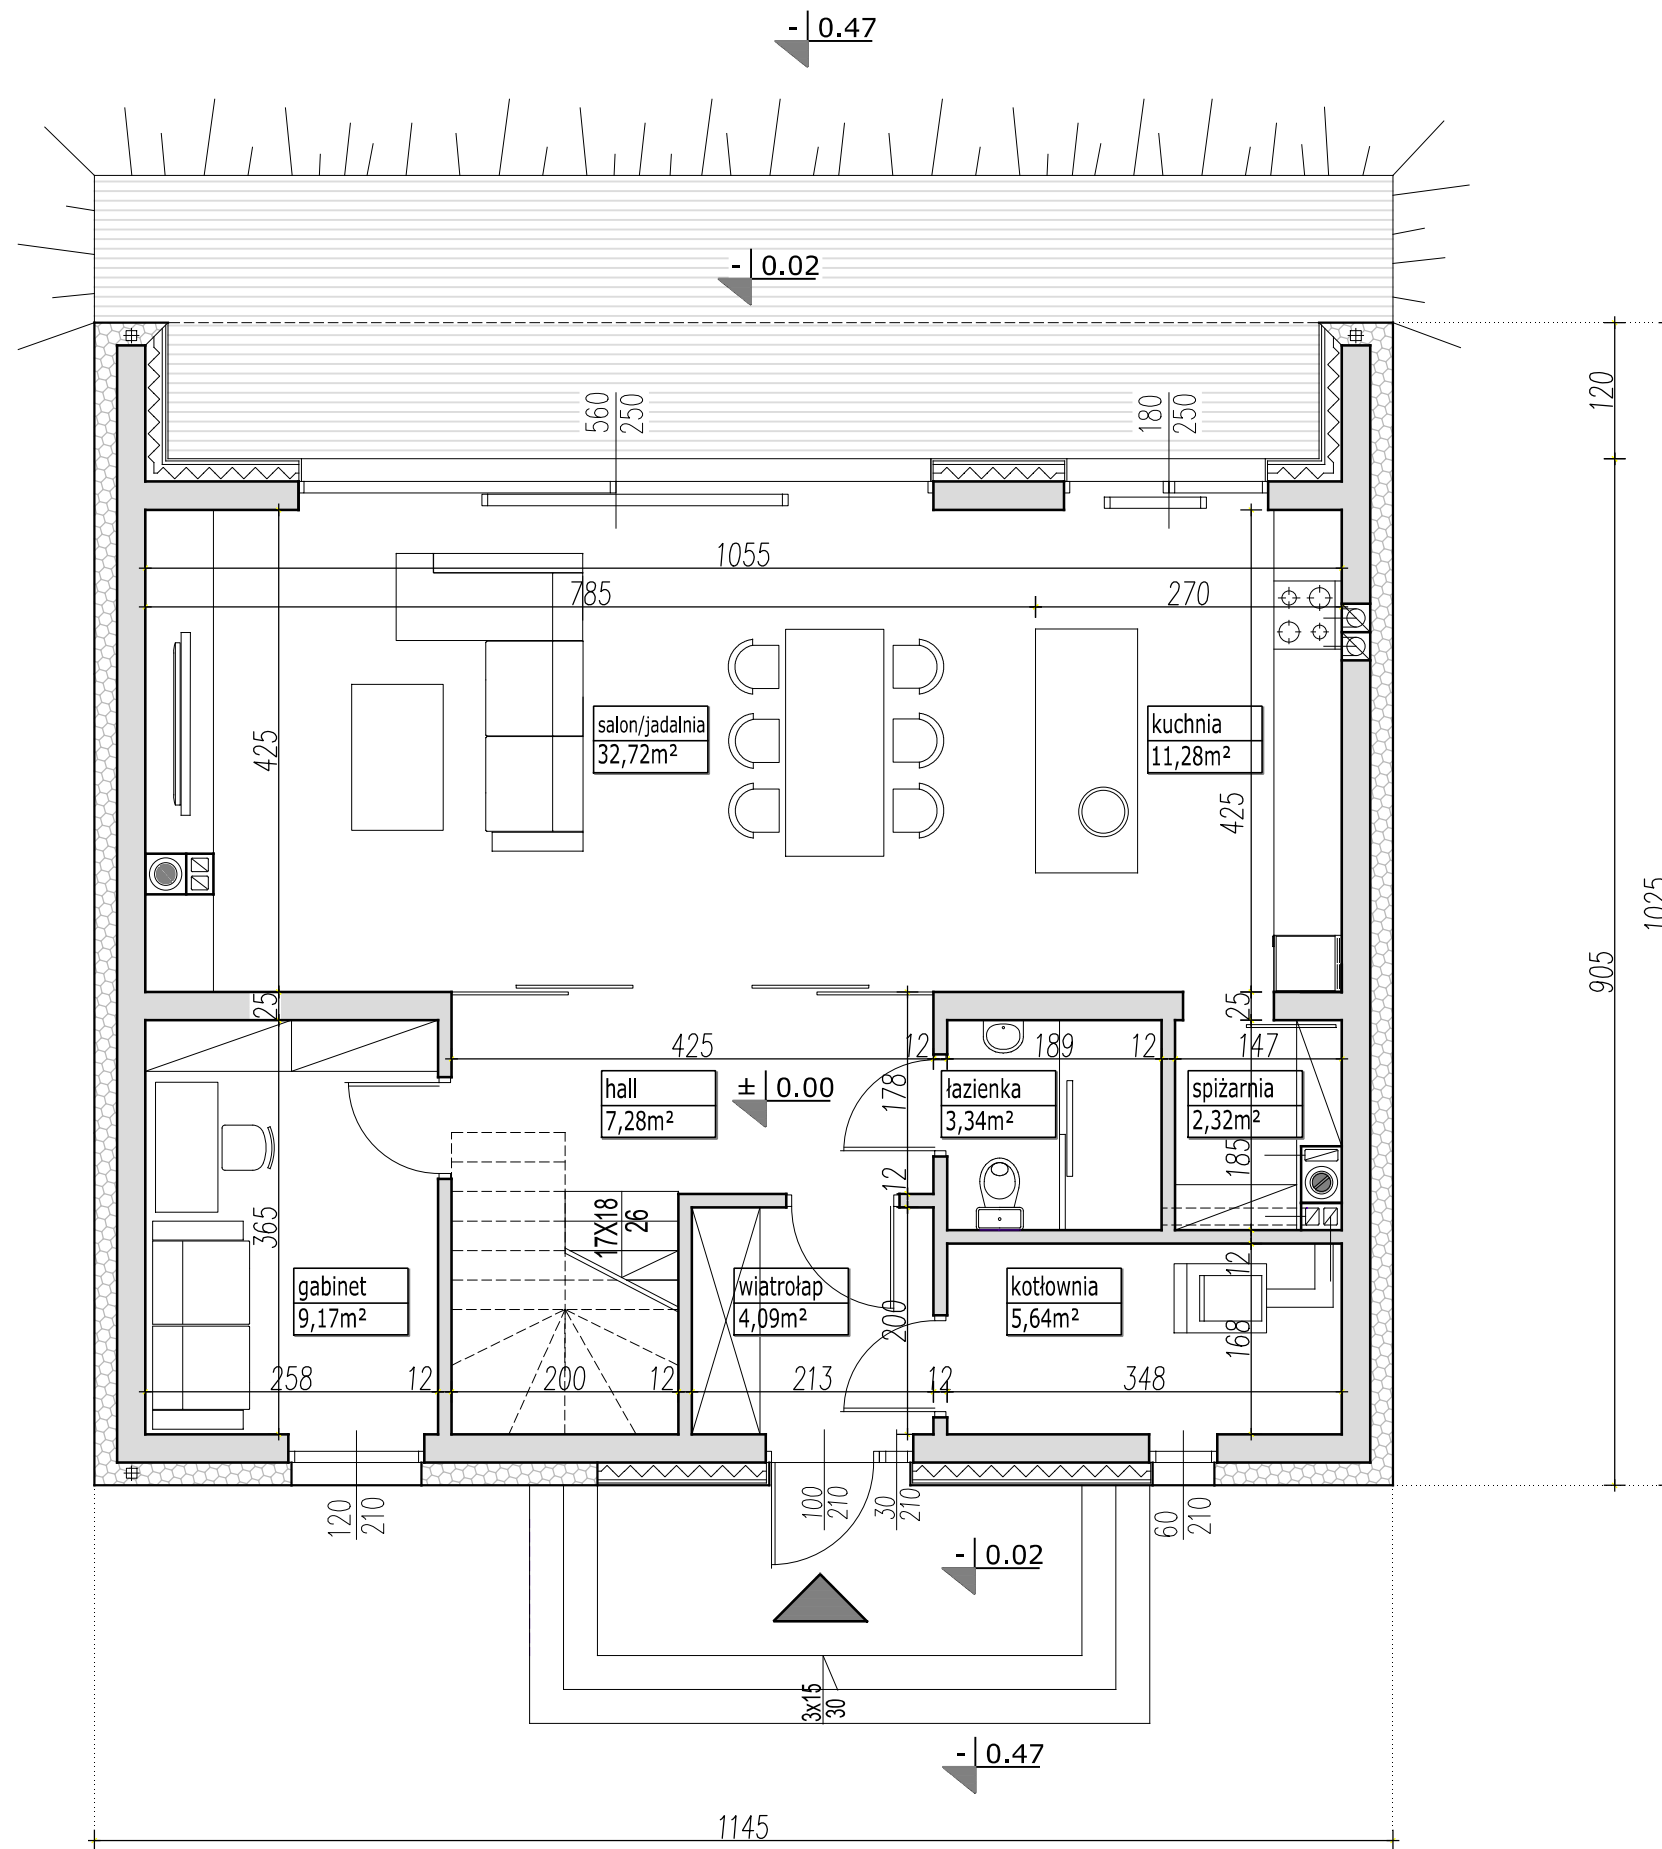 - 0.47
- 0.02
120
560
250
180
250
1055
785
270
salon/jadalnia
32,72m²
kuchnia
11,28m²
425
425
1025
905
25
25
425
12
189
12
147
hall
7,28m²
± 0.00
178
łazienka
3,34m²
spiżarnia
2,32m²
185
12
17X18
26
365
12
gabinet
9,17m²
wiatrołap
4,09m²
200
kotłownia
5,64m²
168
258
12
200
12
213
12
348
120
210
100
210
30
210
60
210
- 0.02
3x15
30
- 0.47
1145